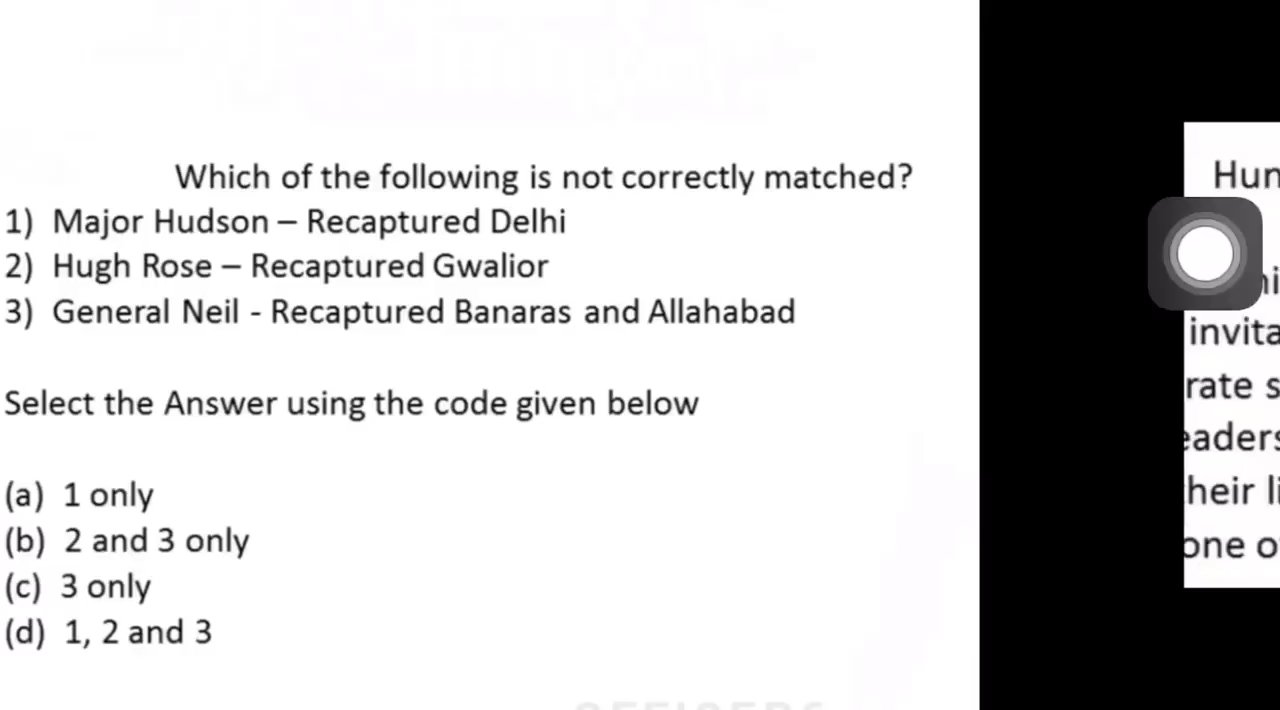 Which of the following is not correctly matched?
1) Major Hudson – Recaptured Delhi
2) Hugh Rose – Recaptured Gwalior
3) General Neil - Recaptured Banaras and Allahabad
Select the Answer using the code given below
(a) 1 only
(b) 2 and 3 only
(c) 3 only
(d) 1, 2 and 3
invita
rate s
eaders
their li
one o